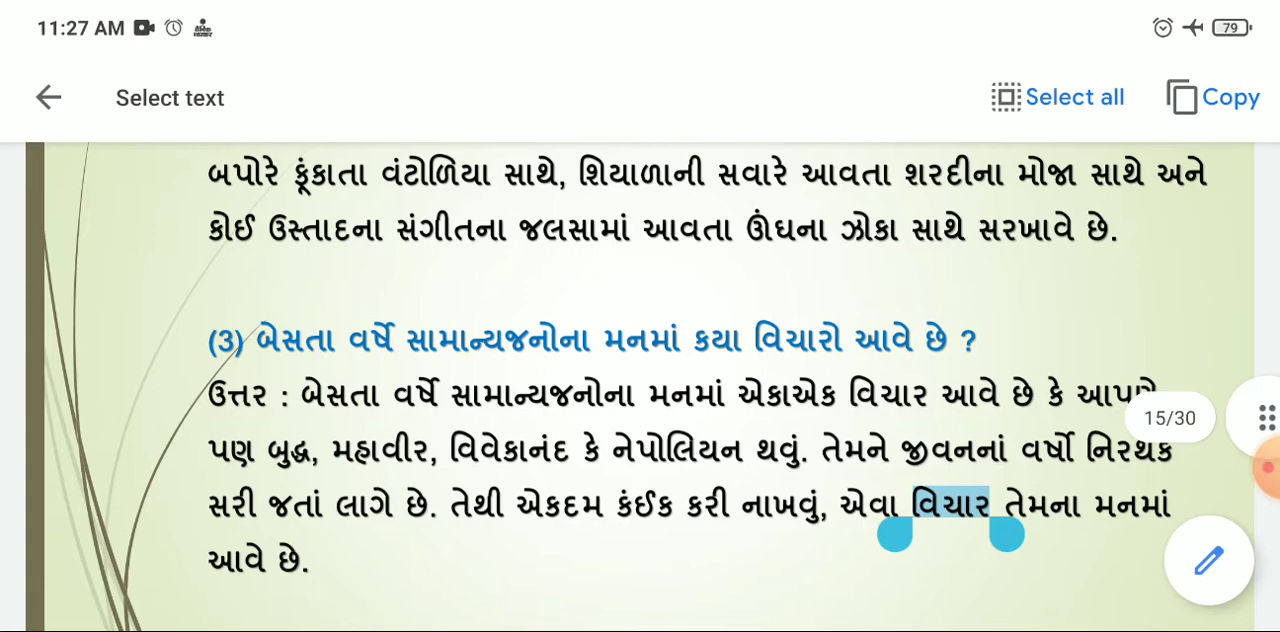 11:27 AM
79
Select text
Select all
Copy
બપોરે ફૂંકાતા વંટોળિયા સાથે, શિયાળાની સવારે આવતા શરદીના મોજા સાથે અને
કોઈ ઉસ્તાદના સંગીતના જલસામાં આવતા ઊંઘના ઝોકા સાથે સરખાવે છે.
(3) બેસતા વર્ષે સામાન્યજનોના મનમાં કયા વિચારો આવે છે ?
ઉત્તર : બેસતા વર્ષે સામાન્યજનોના મનમાં એકાએક વિચાર આવે છે કે આપણે
15/30
પણ બુદ્ધ, મહાવીર, વિવેકાનંદ કે નેપોલિયન થવું. તેમને જીવનનાં વર્ષો નિરર્થક
સરી જતાં લાગે છે. તેથી એકદમ કંઈક કરી નાખવું, એવા વિચાર તેમના મનમાં
આવે છે.